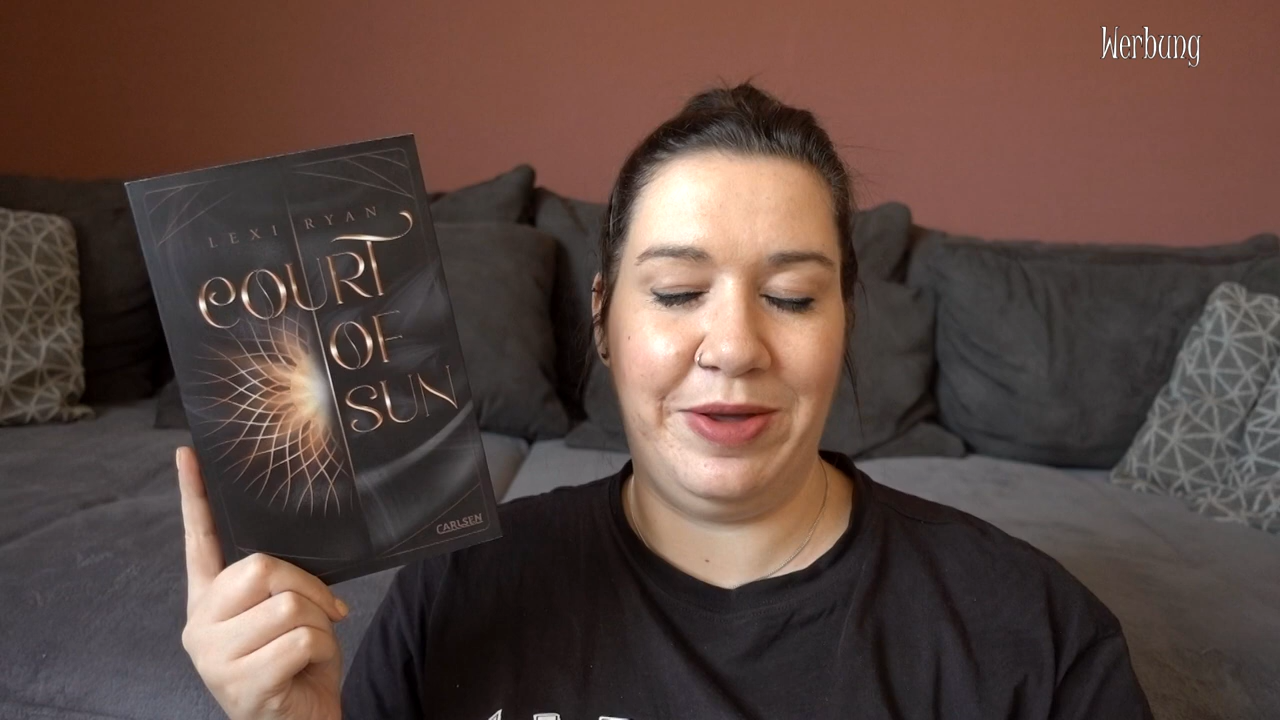 Werbung
LEXI RYAN
COURT
OF
SUN
CARLSEN